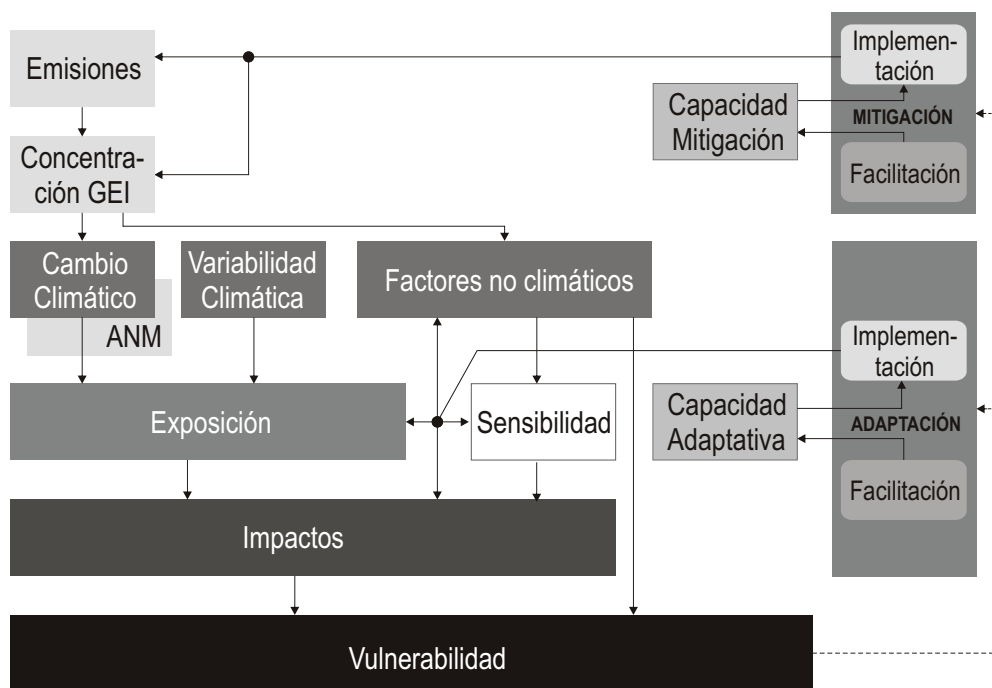 Emisiones
Concentra-
ción GEI
Cambio
Climático
ANM
Variabilidad
Climática
Factores no climáticos
Exposición
Sensibilidad
Impactos
Vulnerabilidad
Capacidad
Mitigación
Implemen-
tación
MITIGACIÓN
Facilitación
Capacidad
Adaptativa
Implemen-
tación
ADAPTACIÓN
Facilitación